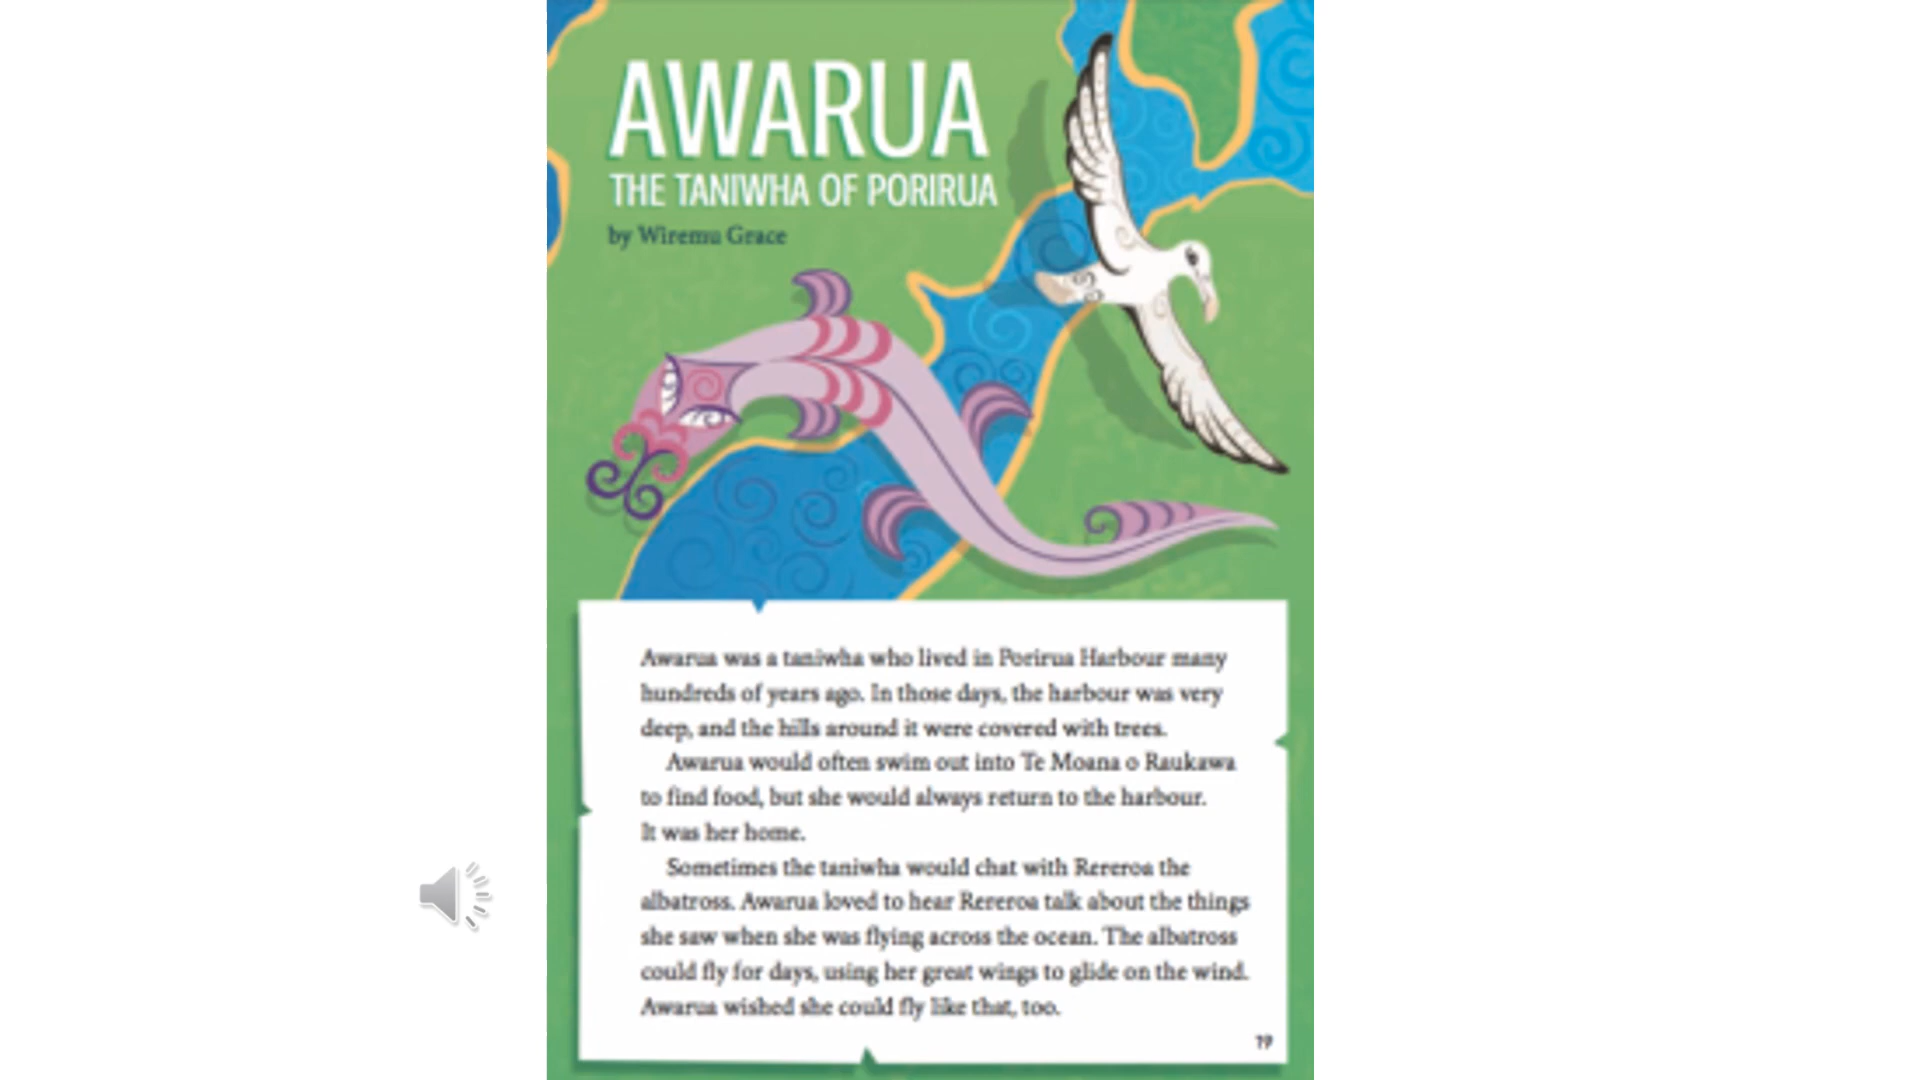 AWARUA
THE TANIWHA OF PORIRUA
by Wiremu Grace
Awarua was a taniwha who lived in Porirua Harbour many
hundreds of years ago. In those days, the harbour was very
deep, and the hills around it were covered with trees.
Awarua would often swim out into Te Moana o Raukawa
to find food, but she would always return to the harbour.
It was her home.
Sometimes the taniwha would chat with Rereroa the
albatross. Awarua loved to hear Rereroa talk about the things
she saw when she was flying across the ocean. The albatross
could fly for days, using her great wings to glide on the wind.
Awarua wished she could fly like that, too.
19